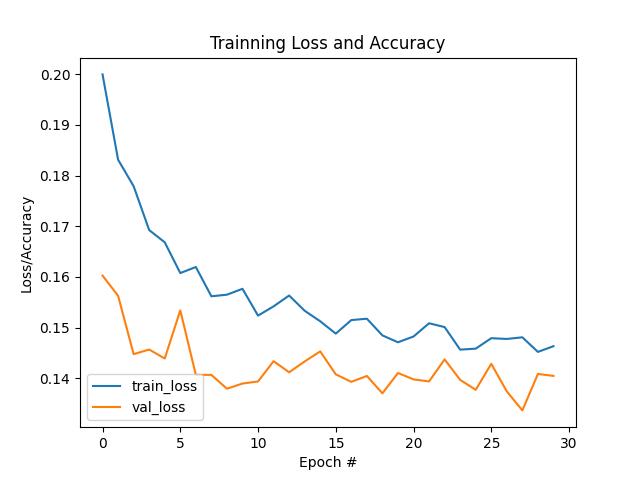 Trainning Loss and Accuracy
Loss/Accuracy
0.20
0.19
0.18
0.17
0.16
0.15
0.14
train_loss
val_loss
0 5 10 15 20 25 30
Epoch #